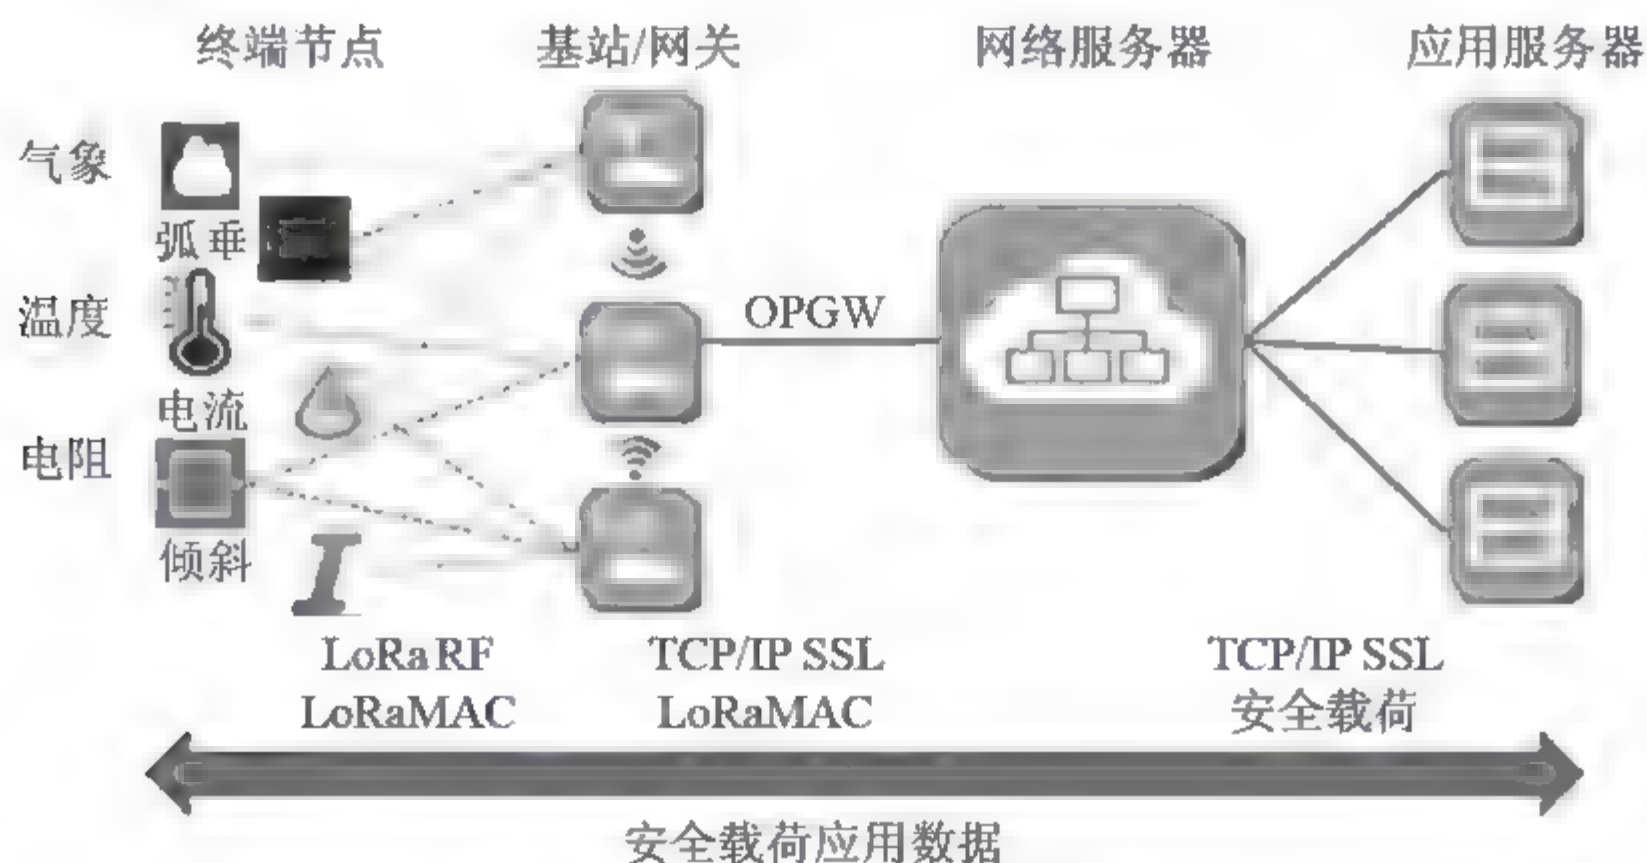 终端节点
基站/网关
网络服务器
应用服务器
气象
弧垂
温度
OPGW
电流
电阻
倾斜
LoRa RF
TCP/IP SSL
TCP/IP SSL
LoRaMAC
LoRaMAC
安全载荷
安全载荷应用数据